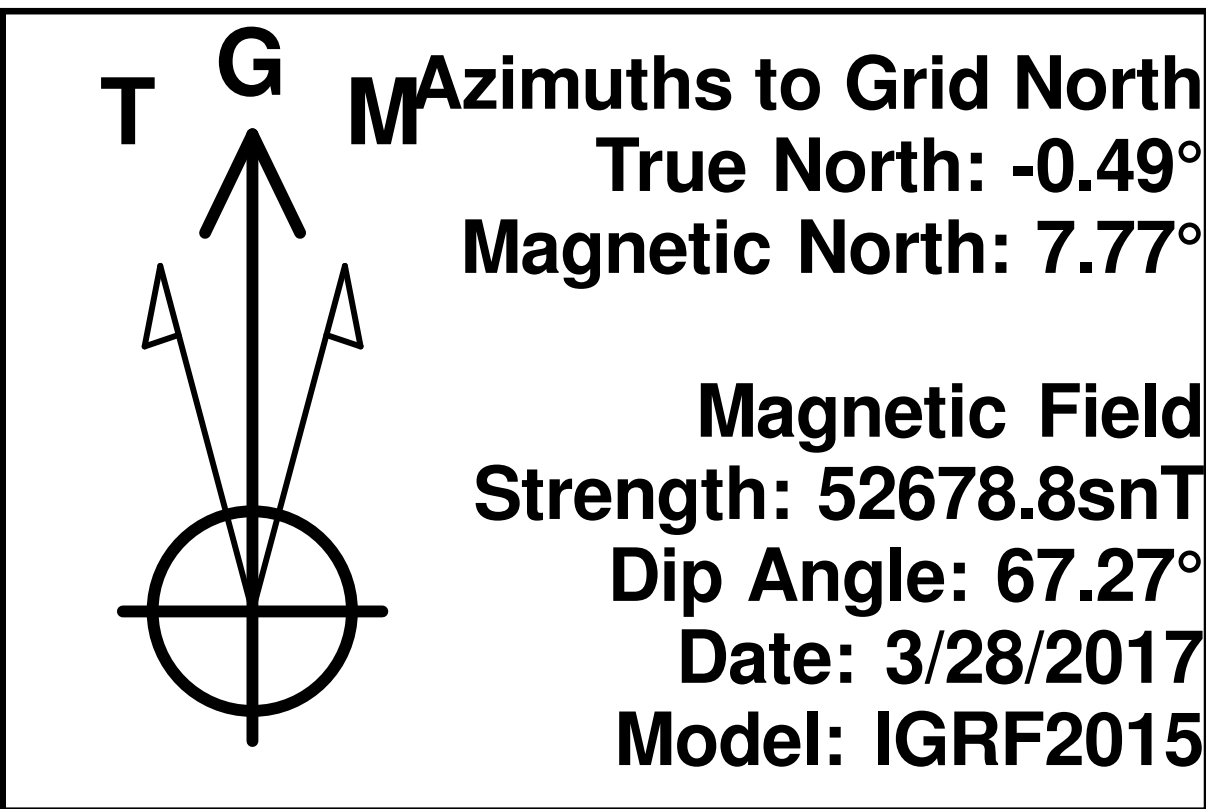 T G M
Azimuths to Grid North
True North: -0.49°
Magnetic North: 7.77°
Magnetic Field
Strength: 52678.8snT
Dip Angle: 67.27°
Date: 3/28/2017
Model: IGRF2015